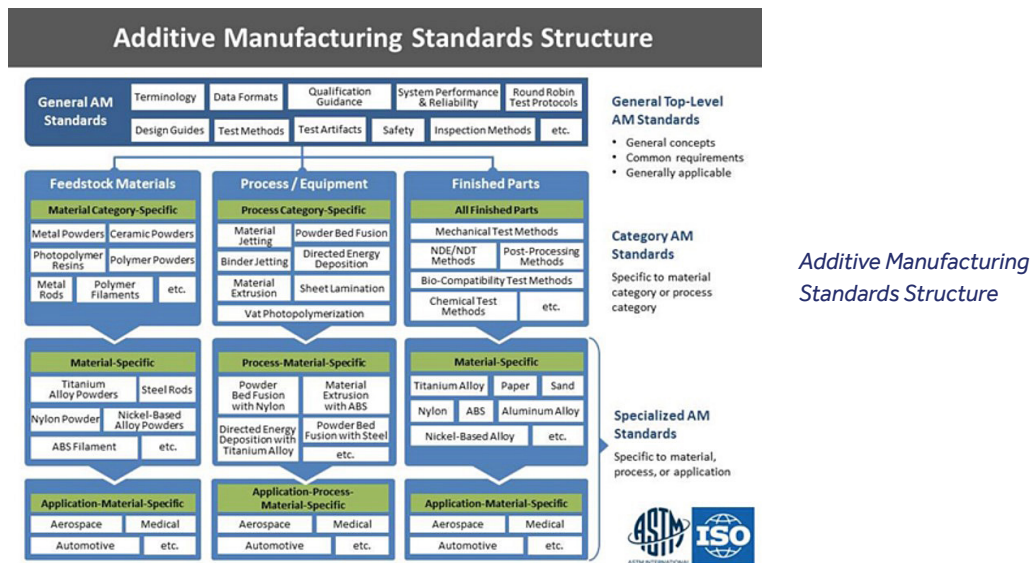 Additive Manufacturing Standards Structure
General AM
Standards
Terminology
Data Formats
Qualification
Guidance
System Performance
& Reliability
Round Robin
Test Protocols
Design Guides
Test Methods
Test Artifacts
Safety
Inspection Methods
etc.
General Top-Level
AM Standards
• General concepts
• Common requirements
• Generally applicable
Feedstock Materials
Material Category-Specific
Metal Powders
Ceramic Powders
Photopolymer
Resins
Polymer Powders
Metal
Rods
Polymer
Filaments
etc.
Process / Equipment
Process Category-Specific
Material
Jetting
Powder Bed Fusion
Binder Jetting
Directed Energy
Deposition
Material
Extrusion
Sheet Lamination
Vat Photopolymerization
Finished Parts
All Finished Parts
Mechanical Test Methods
NDE/NDT
Methods
Post-Processing
Methods
Bio-Compatibility Test Methods
Chemical Test
Methods
etc.
Category AM
Standards
Specific to material
category or process
category
Additive Manufacturing
Standards Structure
Material-Specific
Titanium
Alloy Powders
Steel Rods
Nylon Powder
Nickel-Based
Alloy Powders
ABS Filament
etc.
Process-Material-Specific
Powder
Bed Fusion
with Nylon
Material
Extrusion
with ABS
Directed Energy
Deposition with
Titanium Alloy
Powder Bed
Fusion with Steel
etc.
Material-Specific
Titanium Alloy
Paper
Sand
Nylon
ABS
Aluminum Alloy
Nickel-Based Alloy
etc.
Specialized AM
Standards
Specific to material,
process, or application
Application-Material-Specific
Aerospace
Medical
Automotive
etc.
Application-Process-
Material-Specific
Aerospace
Medical
Automotive
etc.
Application-Material-Specific
Aerospace
Medical
Automotive
etc.
ASTM
ASTM INTERNATIONAL
ISO